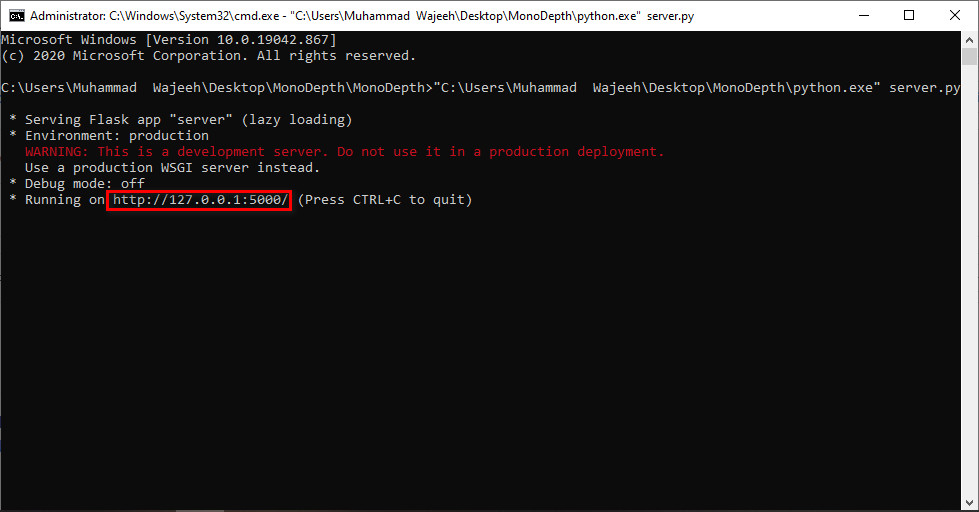 Administrator: C:\Windows\System32\cmd.exe - "C:\Users\Muhammad  Wajeeh\Desktop\MonoDepth\python.exe"  server.py
Microsoft Windows [Version 10.0.19042.867]
(c) 2020 Microsoft Corporation. All rights reserved.
C:\Users\Muhammad  Wajeeh\Desktop\MonoDepth\MonoDepth>"C:\Users\Muhammad  Wajeeh\Desktop\MonoDepth\python.exe" server.py
* Serving Flask app "server" (lazy loading)
* Environment: production
WARNING: This is a development server. Do not use it in a production deployment.
Use a production WSGI server instead.
* Debug mode: off
* Running on http://127.0.0.1:5000/ (Press CTRL+C to quit)